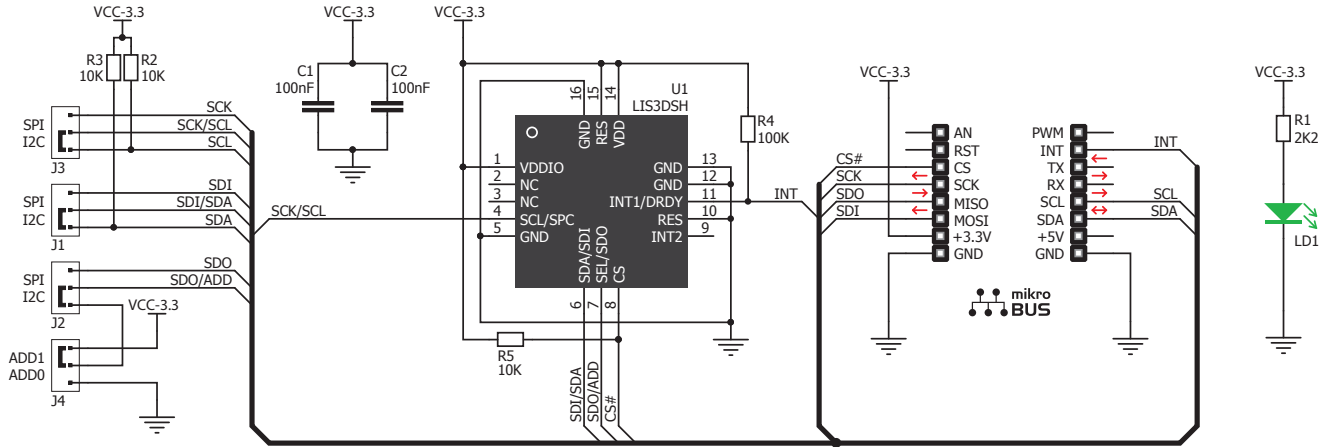 VCC-3.3
R3
10K
R2
10K
SPI
I2C
J3
SCK
SCK/SCL
SCL
SPI
I2C
J1
SDI
SDI/SDA
SDA
SPI
I2C
J2
SDO
SDO/ADD
VCC-3.3
ADD1
ADD0
J4
SCK/SCL
VCC-3.3
C1
100nF
C2
100nF
VCC-3.3
U1
LIS3DSH
16
15
14
GND
RES
VDD
1
VDDIO
2
NC
3
NC
4
SCL/SPC
5
GND
GND
13
GND
12
INT1/DRDY
11
RES
10
INT2
9
SDA/SDI
SEL/SDO
CS
6
7
8
R5
10K
SDI/SDA
SDO/ADD
CS#
R4
100K
INT
VCC-3.3
CS#
SCK
SDO
SDI
AN
RST
CS
SCK
MISO
MOSI
+3.3V
GND
PWM
INT
TX
RX
SCL
SDA
+5V
GND
INT
SCL
SDA
mikro
BUS
VCC-3.3
R1
2K2
LD1